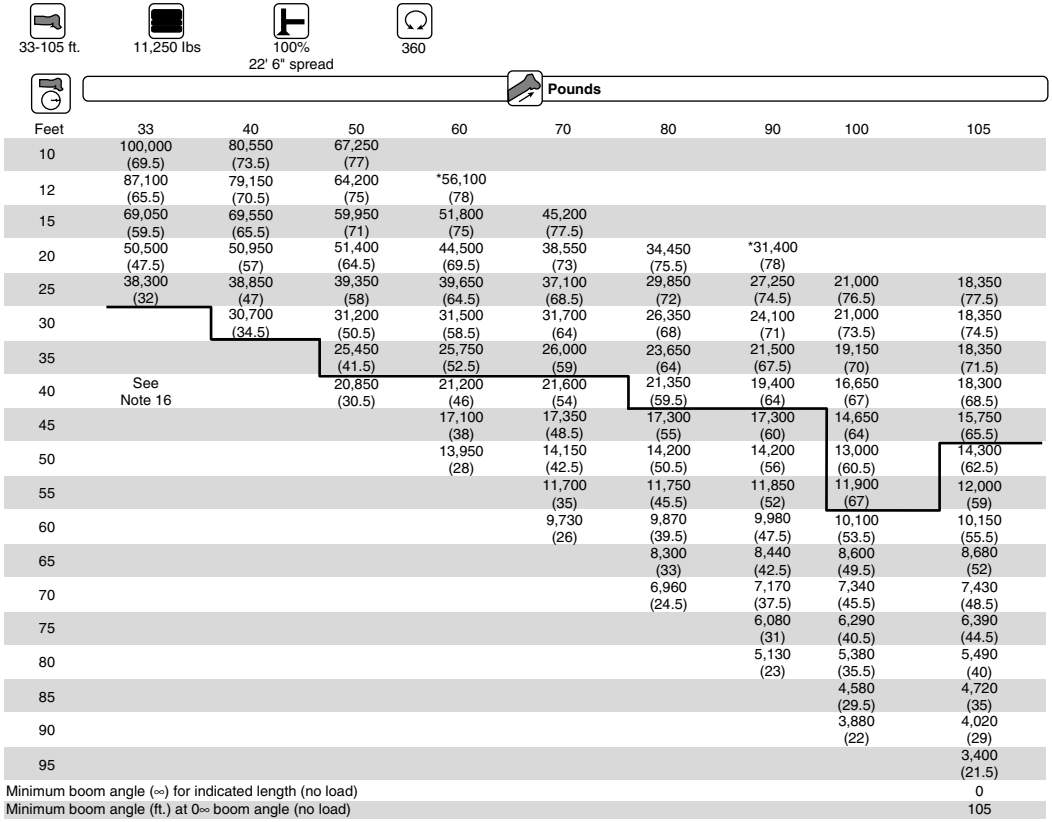 33-105 ft. 11,250 lbs 100% 360
22' 6" spread
Pounds
Feet 33 40 50 60 70 80 90 100 105
10 100,000 80,550 67,250
(69.5) (73.5) (77)
12 87,100 79,150 64,200 *56,100
(65.5) (70.5) (75) (78)
15 69,050 69,550 59,950 51,800 45,200
(59.5) (65.5) (71) (75) (77.5)
20 50,500 50,950 51,400 44,500 38,550 34,450 *31,400
(47.5) (57) (64.5) (69.5) (73) (75.5) (78)
25 38,300 38,850 39,350 39,650 37,100 29,850 27,250 21,000 18,350
(32) (47) (58) (64.5) (68.5) (72) (74.5) (76.5) (77.5)
30 30,700 31,200 31,500 31,700 26,350 24,100 21,000 18,350
(34.5) (50.5) (58.5) (64) (68) (71) (73.5) (74.5)
35 25,450 25,750 26,000 23,650 21,500 19,150 18,350
(41.5) (52.5) (59) (64) (67.5) (70) (71.5)
40 See 20,850 21,200 21,600 21,350 19,400 16,650 18,300
Note 16 (30.5) (46) (54) (59.5) (64) (67) (68.5)
45 17,100 17,350 17,300 17,300 14,650 15,750
(38) (48.5) (55) (60) (64) (65.5)
50 13,950 14,150 14,200 14,200 13,000 14,300
(28) (42.5) (50.5) (56) (60.5) (62.5)
55 11,700 11,750 11,850 11,900 12,000
(35) (45.5) (52) (67) (59)
60 9,730 9,870 9,980 10,100 10,150
(26) (39.5) (47.5) (53.5) (55.5)
65 8,300 8,440 8,600 8,680
(33) (42.5) (49.5) (52)
70 6,960 7,170 7,340 7,430
(24.5) (37.5) (45.5) (48.5)
75 6,080 6,290 6,390
(31) (40.5) (44.5)
80 5,130 5,380 5,490
(23) (35.5) (40)
85 4,580 4,720
(29.5) (35)
90 3,880 4,020
(22) (29)
95 3,400
(21.5)
Minimum boom angle (∞) for indicated length (no load) 0
Minimum boom angle (ft.) at 0∞ boom angle (no load) 105